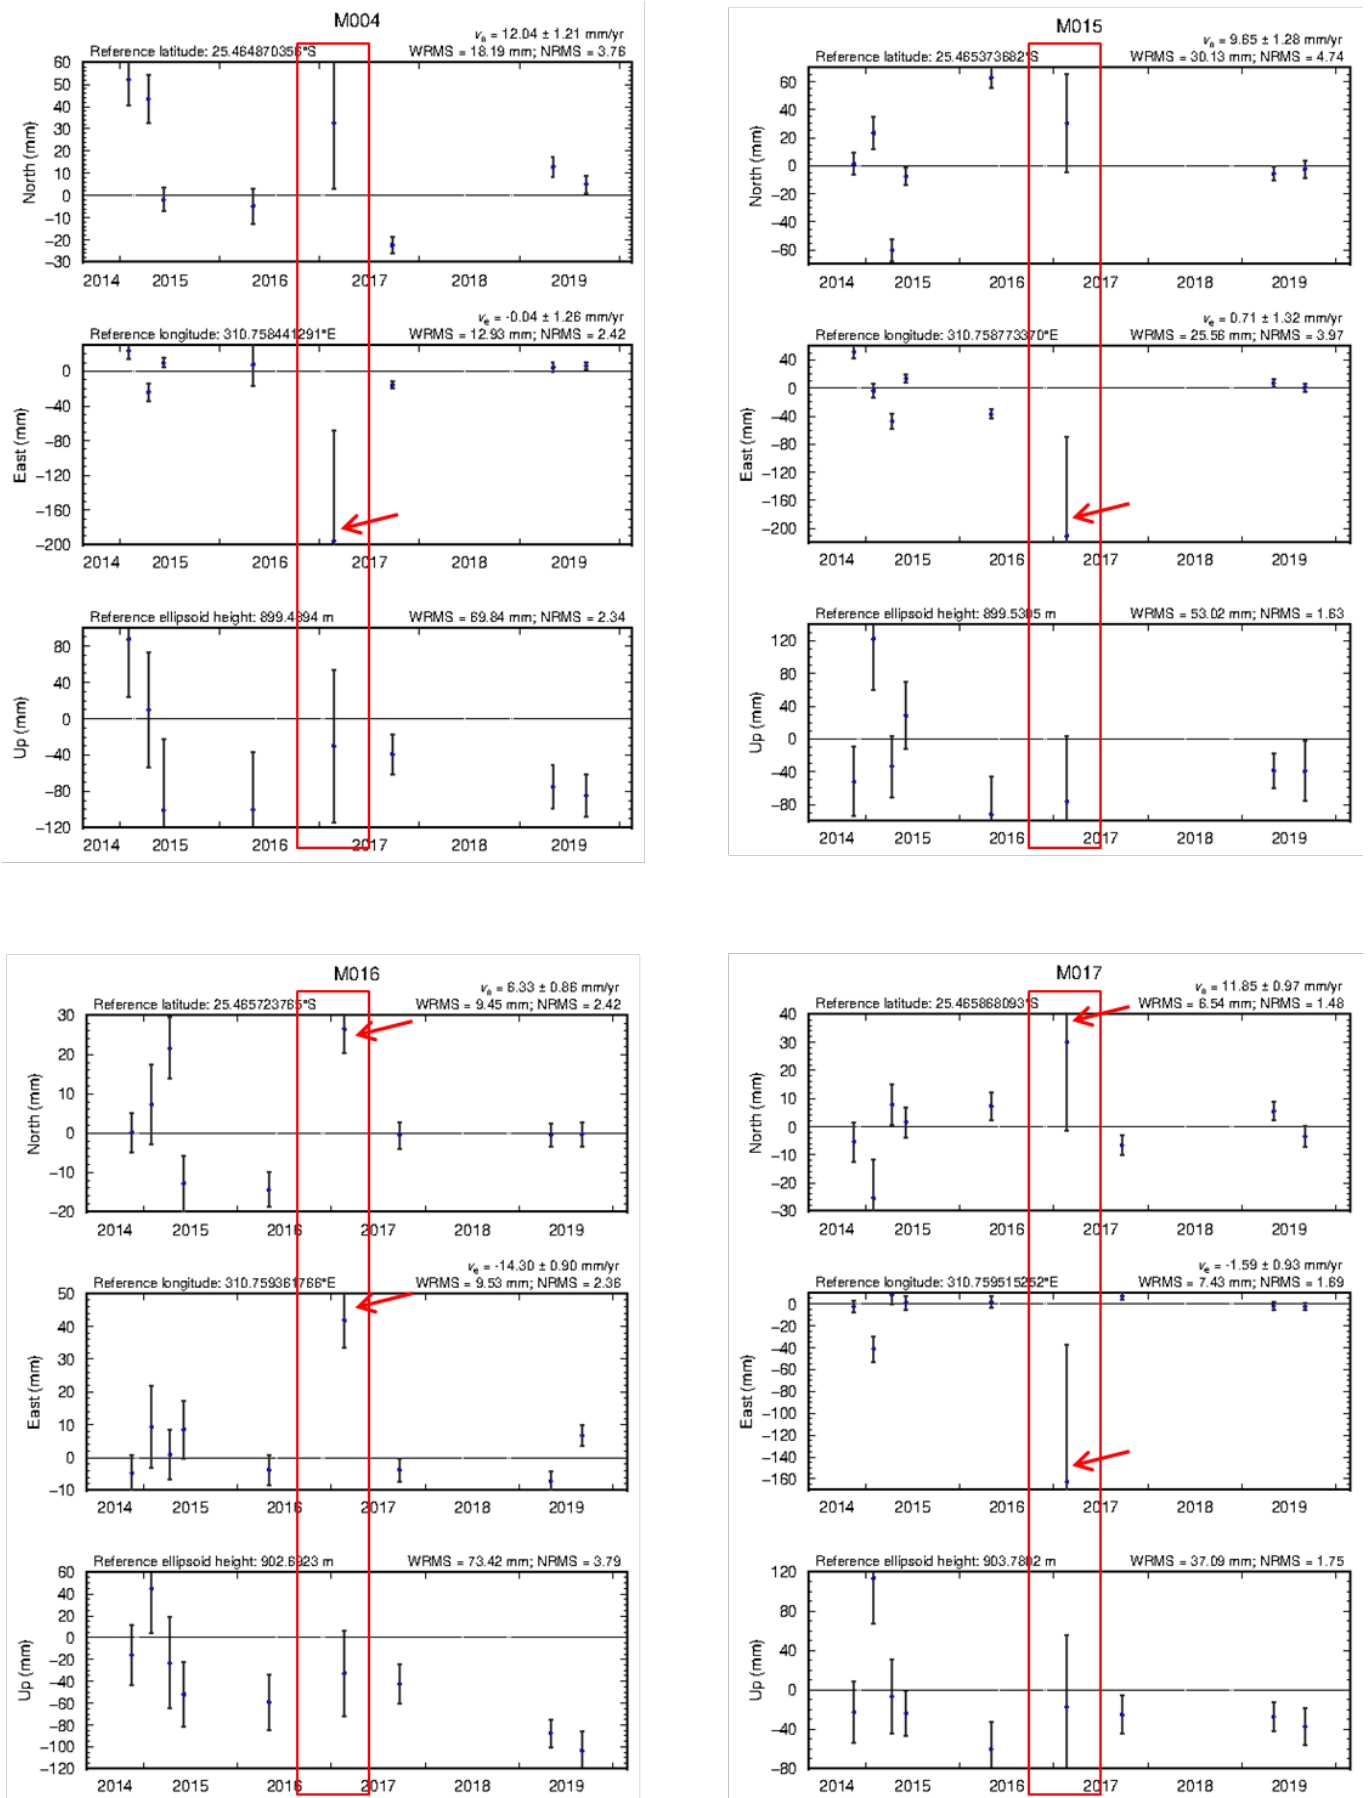 M004
vₙ = 12.04 ± 1.21 mm/yr
Reference latitude: 25.464870356°S WRMS = 18.19 mm; NRMS = 3.76
60
50
40
30
20
10
0
−10
−20
−30
North (mm)
2014 2015 2016 2017 2018 2019
vₑ = -0.04 ± 1.26 mm/yr
Reference longitude: 310.758441291°E WRMS = 12.93 mm; NRMS = 2.42
0
−40
−80
−120
−160
−200
East (mm)
2014 2015 2016 2017 2018 2019
Reference ellipsoid height: 899.4894 m WRMS = 69.84 mm; NRMS = 2.34
80
40
0
−40
−80
−120
Up (mm)
2014 2015 2016 2017 2018 2019
M015
vₙ = 9.65 ± 1.28 mm/yr
Reference latitude: 25.465373682°S WRMS = 30.13 mm; NRMS = 4.74
60
40
20
0
−20
−40
−60
North (mm)
2014 2015 2016 2017 2018 2019
vₑ = 0.71 ± 1.32 mm/yr
Reference longitude: 310.758773370°E WRMS = 25.56 mm; NRMS = 3.97
40
0
−40
−80
−120
−160
−200
East (mm)
2014 2015 2016 2017 2018 2019
Reference ellipsoid height: 899.5305 m WRMS = 53.02 mm; NRMS = 1.63
120
80
40
0
−40
−80
Up (mm)
2014 2015 2016 2017 2018 2019
M016
vₙ = 6.33 ± 0.86 mm/yr
Reference latitude: 25.465723765°S WRMS = 9.45 mm; NRMS = 2.42
30
20
10
0
−10
−20
North (mm)
2014 2015 2016 2017 2018 2019
vₑ = -14.30 ± 0.90 mm/yr
Reference longitude: 310.759361766°E WRMS = 9.53 mm; NRMS = 2.36
50
40
30
20
10
0
−10
East (mm)
2014 2015 2016 2017 2018 2019
Reference ellipsoid height: 902.6923 m WRMS = 73.42 mm; NRMS = 3.79
60
40
20
0
−20
−40
−60
−80
−100
−120
Up (mm)
2014 2015 2016 2017 2018 2019
M017
vₙ = 11.85 ± 0.97 mm/yr
Reference latitude: 25.465868093°S WRMS = 6.54 mm; NRMS = 1.48
40
30
20
10
0
−10
−20
−30
North (mm)
2014 2015 2016 2017 2018 2019
vₑ = -1.59 ± 0.93 mm/yr
Reference longitude: 310.759515252°E WRMS = 7.43 mm; NRMS = 1.69
0
−20
−40
−60
−80
−100
−120
−140
−160
East (mm)
2014 2015 2016 2017 2018 2019
Reference ellipsoid height: 903.7802 m WRMS = 37.09 mm; NRMS = 1.75
120
80
40
0
−40
−80
Up (mm)
2014 2015 2016 2017 2018 2019